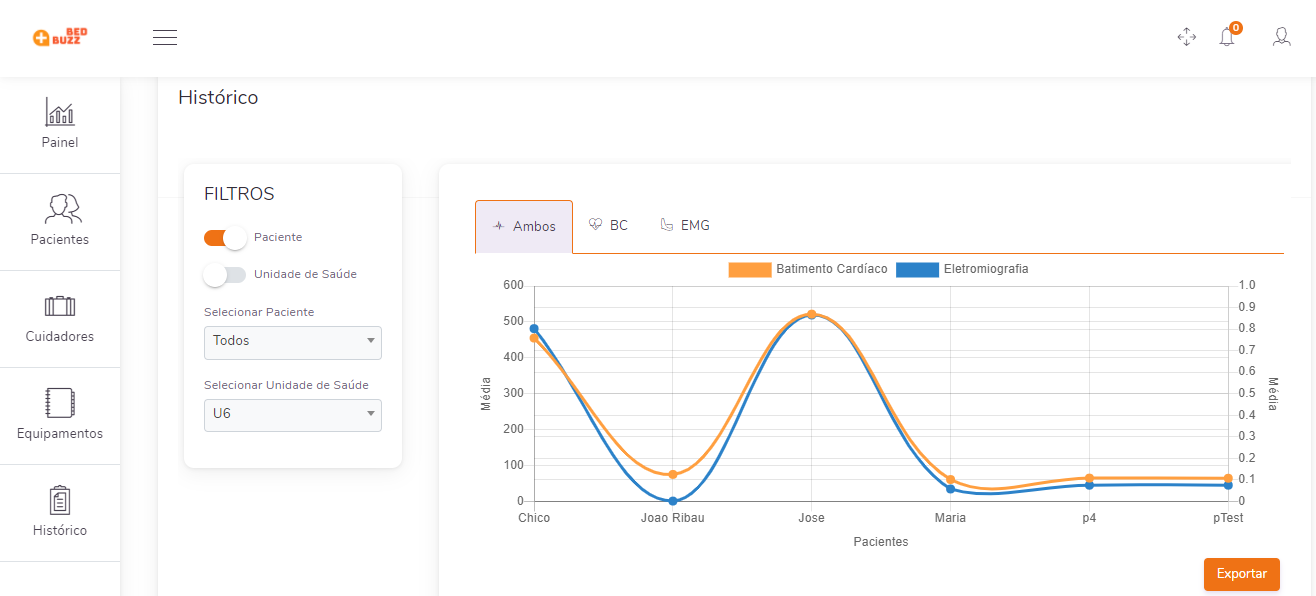 BED
BUZZ
0
Painel
Pacientes
Cuidadores
Equipamentos
Histórico
Histórico
FILTROS
Paciente
Unidade de Saúde
Selecionar Paciente
Todos
Selecionar Unidade de Saúde
U6
Ambos
BC
EMG
Batimento Cardíaco
Eletromiografia
600
500
400
300
200
100
0
Média
1.0
0.9
0.8
0.7
0.6
0.5
0.4
0.3
0.2
0.1
0
Média
Chico
Joao Ribau
Jose
Maria
p4
pTest
Pacientes
Exportar